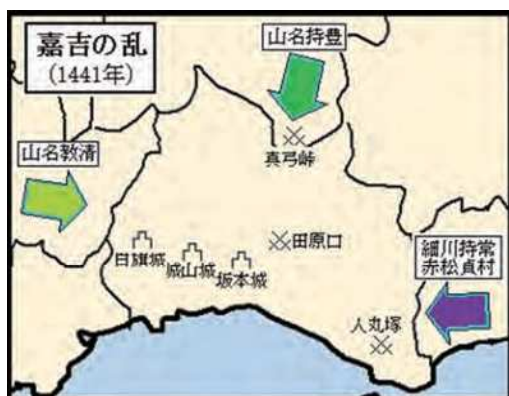 嘉吉の乱
(1441年)
山名持豊
真弓峠
山名教清
白旗城
城山城
坂本城
田原口
細川持常
赤松貞村
人丸塚